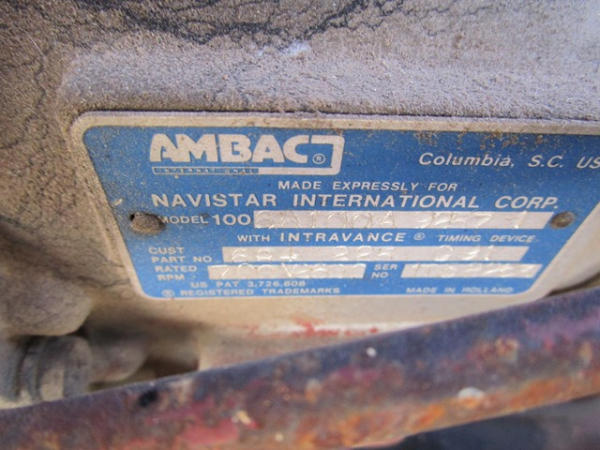 AMBAC®
INTERNATIONAL
Columbia, S.C. US
MADE EXPRESSLY FOR
NAVISTAR INTERNATIONAL CORP.
MODEL 100
WITH INTRAVANCE® TIMING DEVICE
CUST
PART NO
RATED
RPM
SER
NO
US PAT 3,726,608
® REGISTERED TRADEMARKS
MADE IN HOLLAND